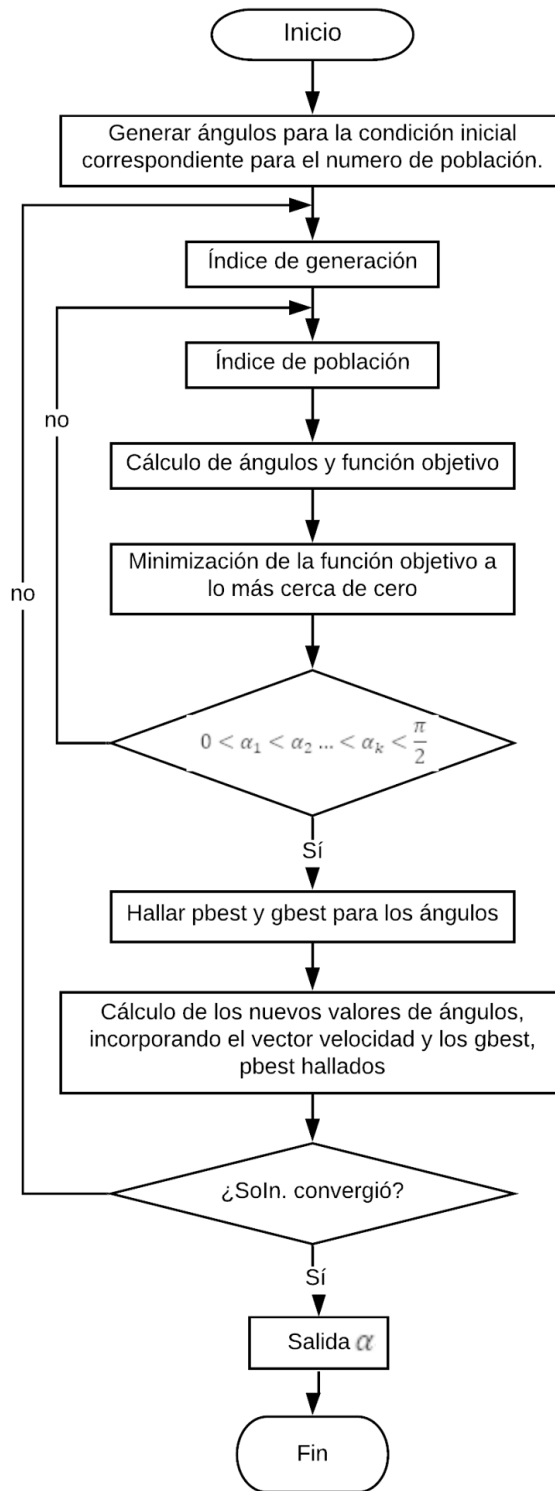 Inicio
Generar ángulos para la condición inicial
correspondiente para el numero de población.
Índice de generación
Índice de población
no
Cálculo de ángulos y función objetivo
Minimización de la función objetivo a
lo más cerca de cero
no
0 < α₁ < α₂ ... < αₖ < π/2
Sí
Hallar pbest y gbest para los ángulos
Cálculo de los nuevos valores de ángulos,
incorporando el vector velocidad y los gbest,
pbest hallados
¿Soln. convergió?
Sí
Salida α
Fin